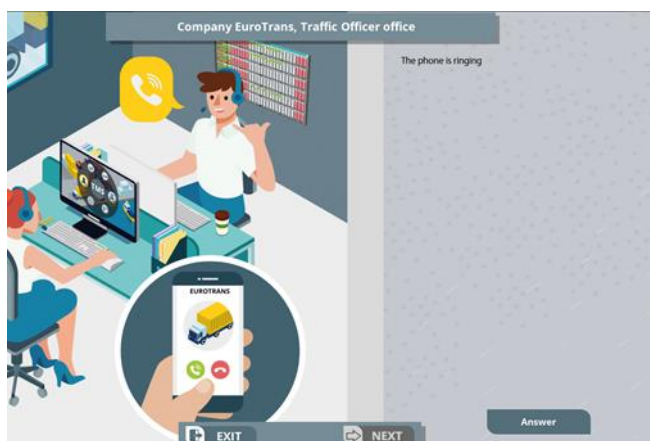 Company EuroTrans, Traffic Officer office
The phone is ringing
TMS
EUROTRANS
EXIT
NEXT
Answer